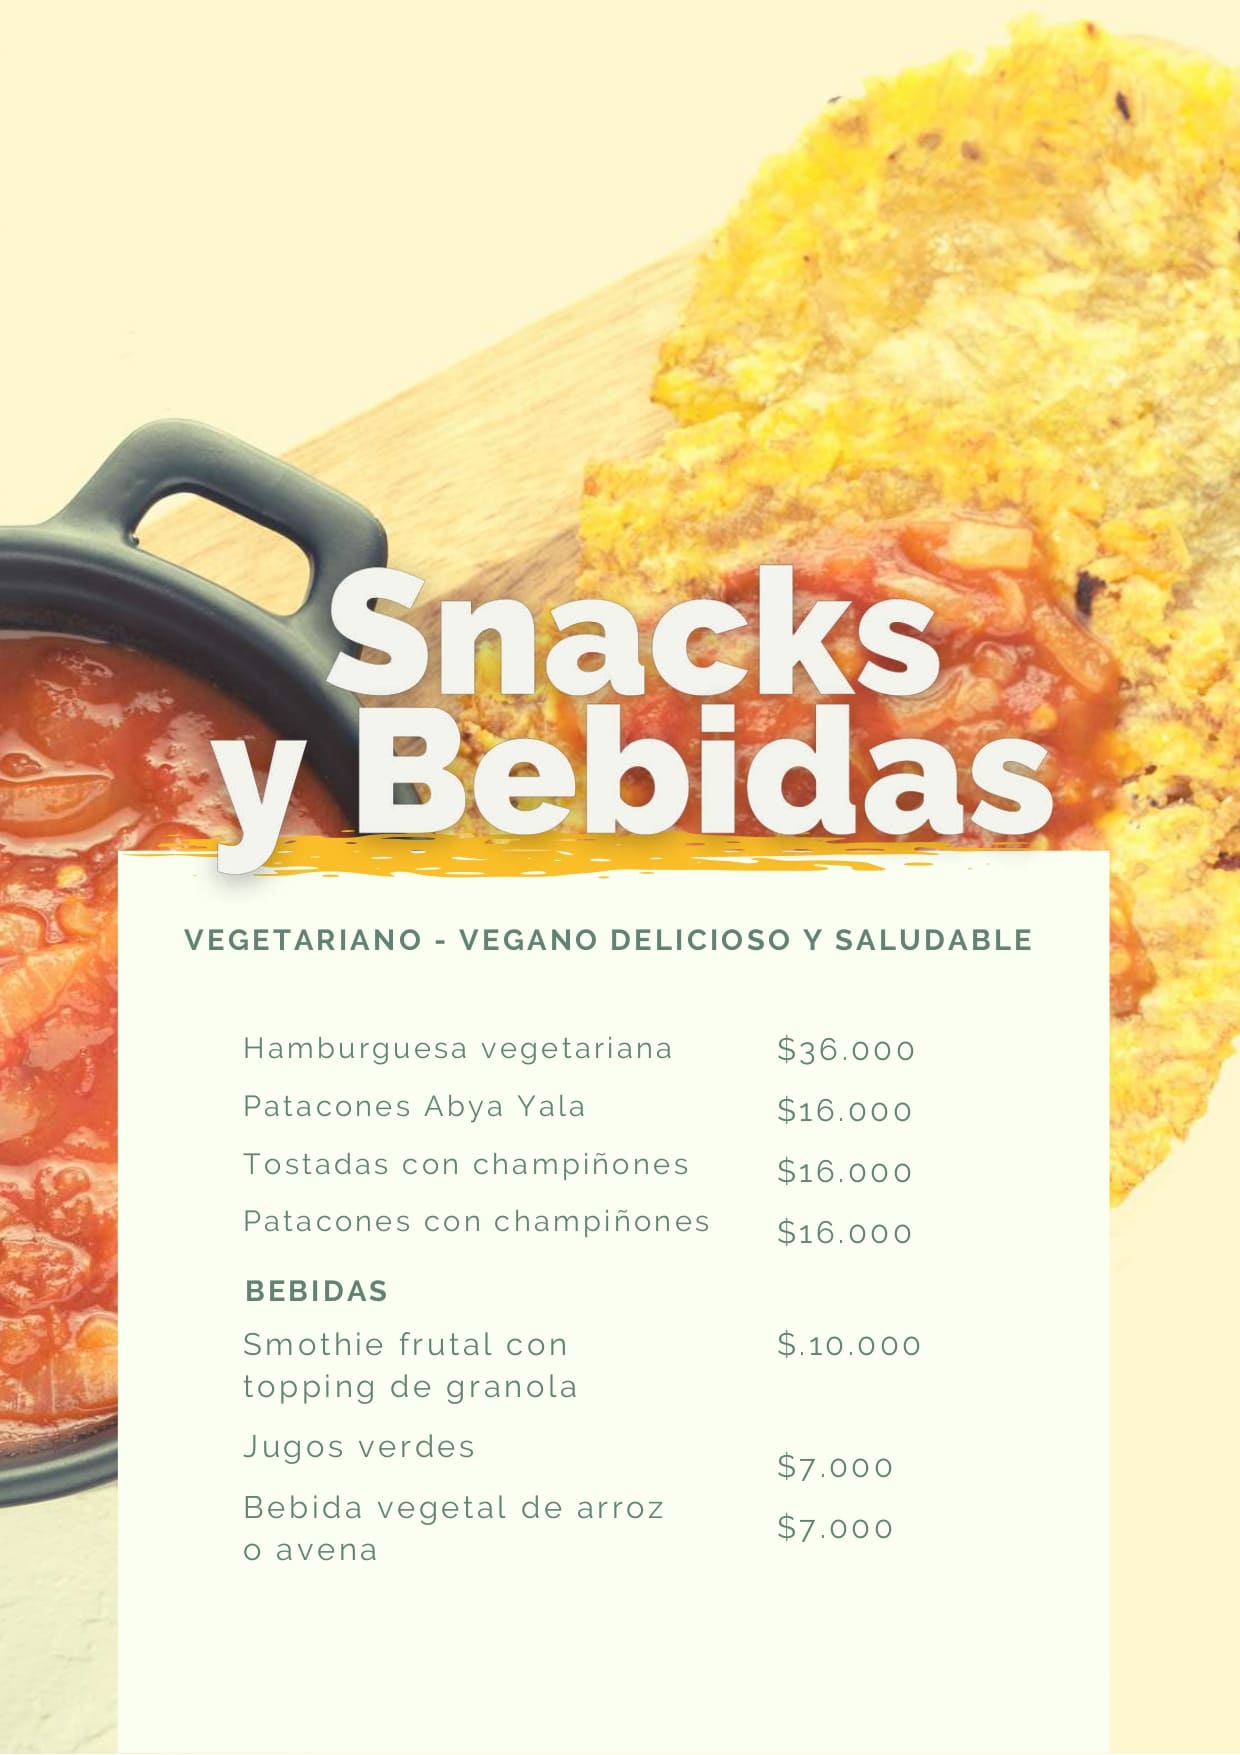 Snacks
y Bebidas
VEGETARIANO - VEGANO DELICIOSO Y SALUDABLE
Hamburguesa vegetariana $36.000
Patacones Abya Yala $16.000
Tostadas con champiñones $16.000
Patacones con champiñones $16.000
BEBIDAS
Smothie frutal con $.10.000
topping de granola
Jugos verdes $7.000
Bebida vegetal de arroz $7.000
o avena